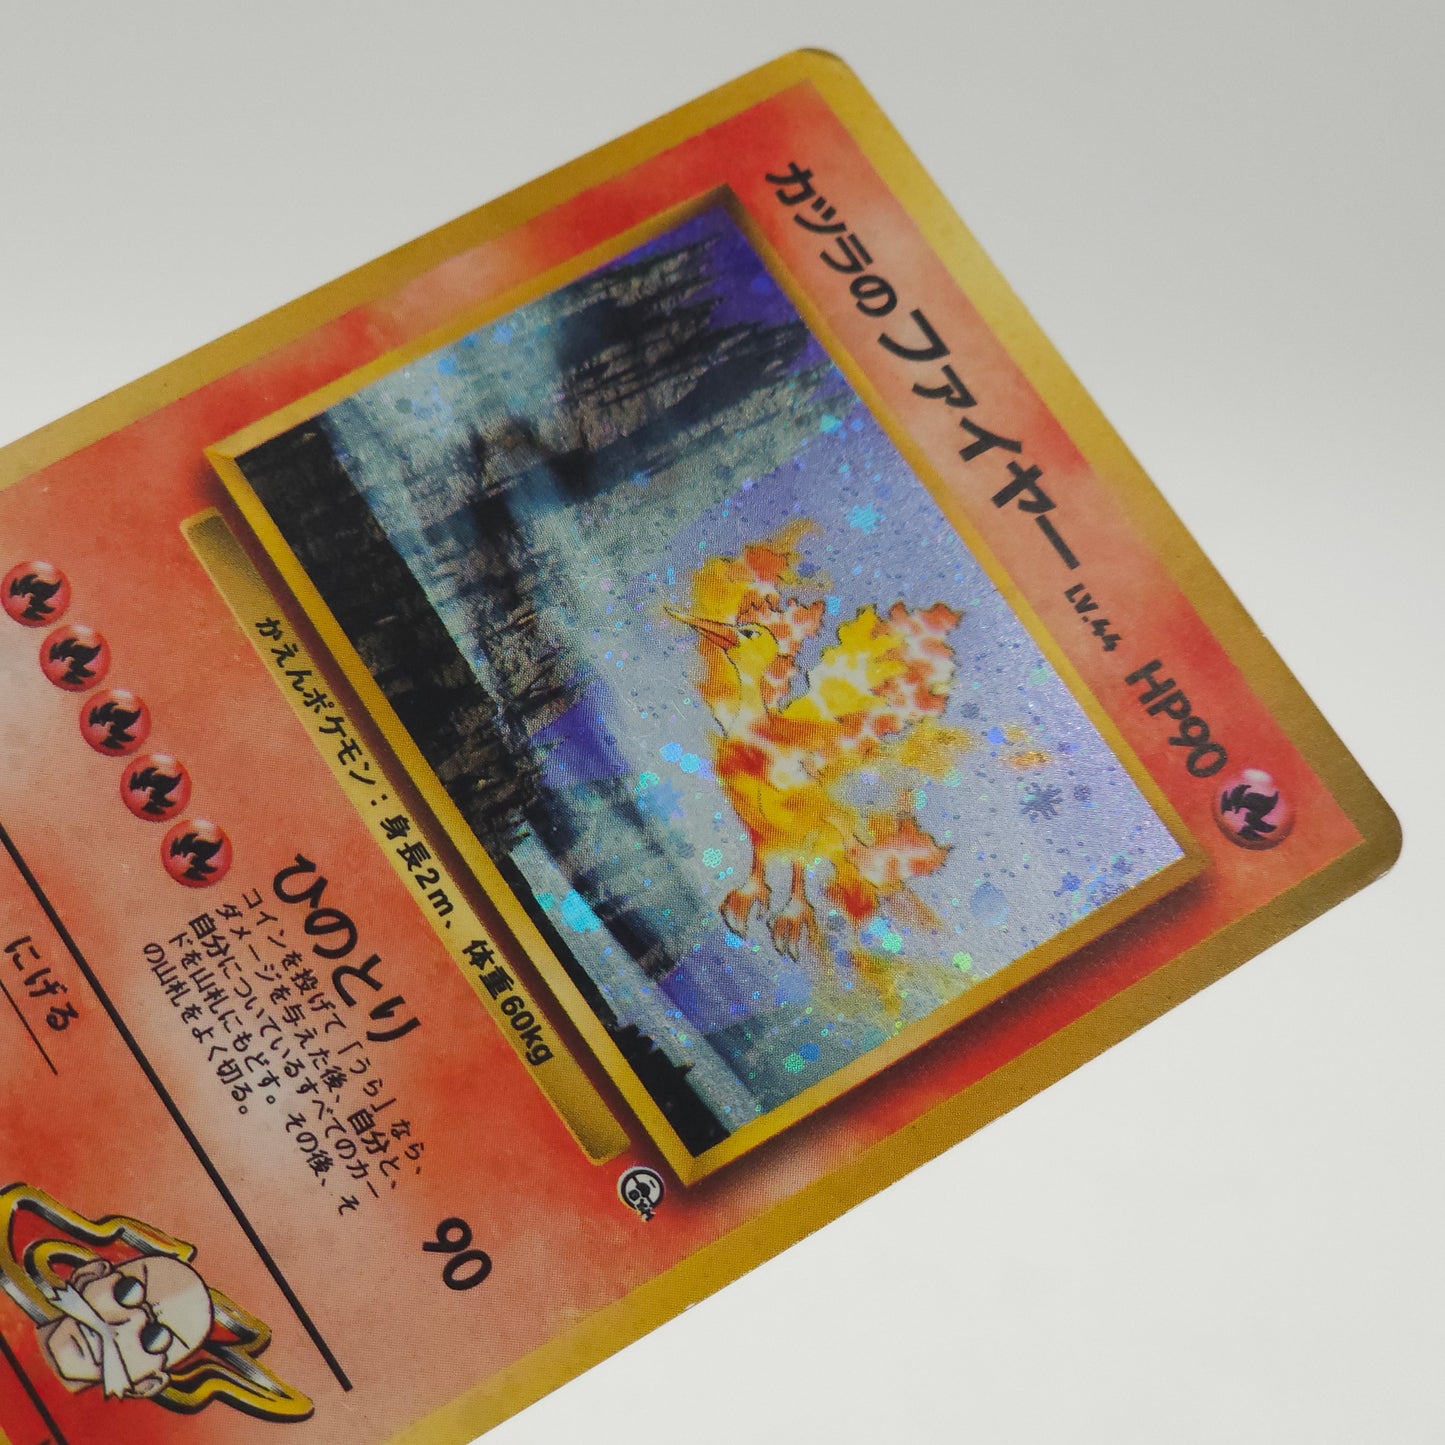 カツラのファイヤー LV.44 HP90
かえんポケモン：身長2m、体重60kg
ひのとり 90
コインを投げて「うら」なら、
ダメージを与えた後、自分と、
自分についているすべてのカー
ドを山札にもどす。その後、そ
の山札をよく切る。
にげる